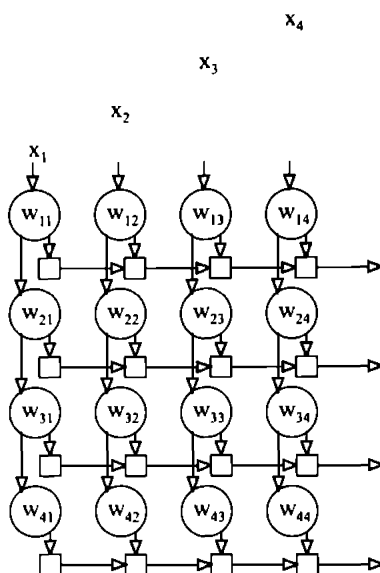 x₄
x₃
x₂
x₁
w₁₁ w₁₂ w₁₃ w₁₄
w₂₁ w₂₂ w₂₃ w₂₄
w₃₁ w₃₂ w₃₃ w₃₄
w₄₁ w₄₂ w₄₃ w₄₄